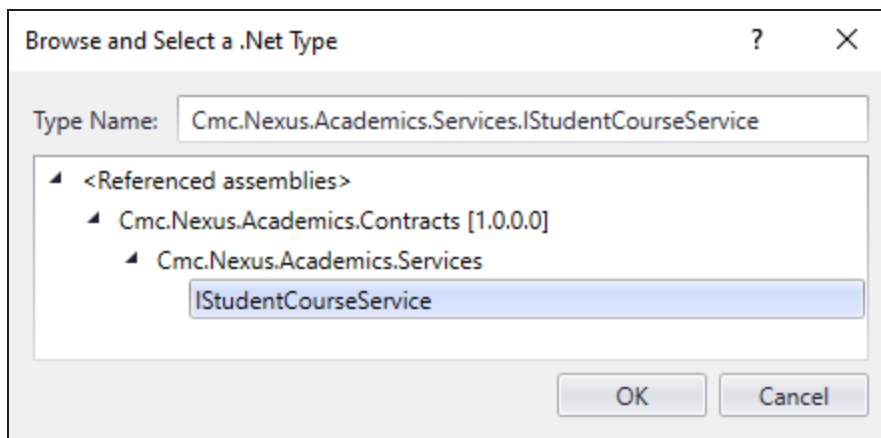 Browse and Select a .Net Type
?
Type Name: Cmc.Nexus.Academics.Services.IStudentCourseService
<Referenced assemblies>
Cmc.Nexus.Academics.Contracts [1.0.0.0]
Cmc.Nexus.Academics.Services
IStudentCourseService
OK Cancel